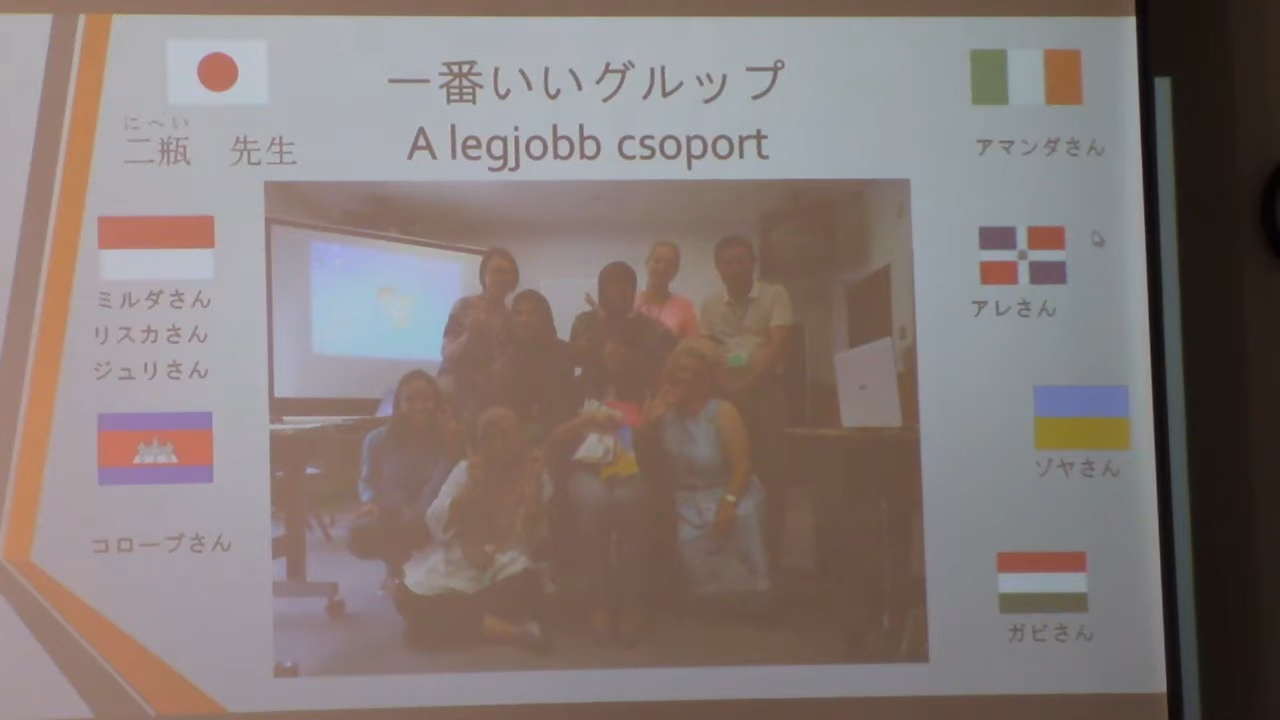 一番いいグルップ
A legjobb csoport
にへい
二瓶 先生
ミルダさん
リスカさん
ジュリさん
コローブさん
アマンダさん
アレさん
ゾヤさん
ガビさん